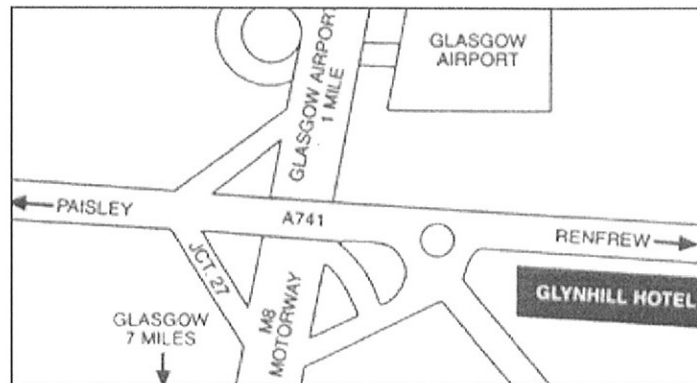 GLASGOW
AIRPORT
GLASGOW AIRPORT
1 MILE
PAISLEY
A741
RENFREW
JCT. 27
GLYNHILL HOTEL
M8
MOTORWAY
GLASGOW
7 MILES